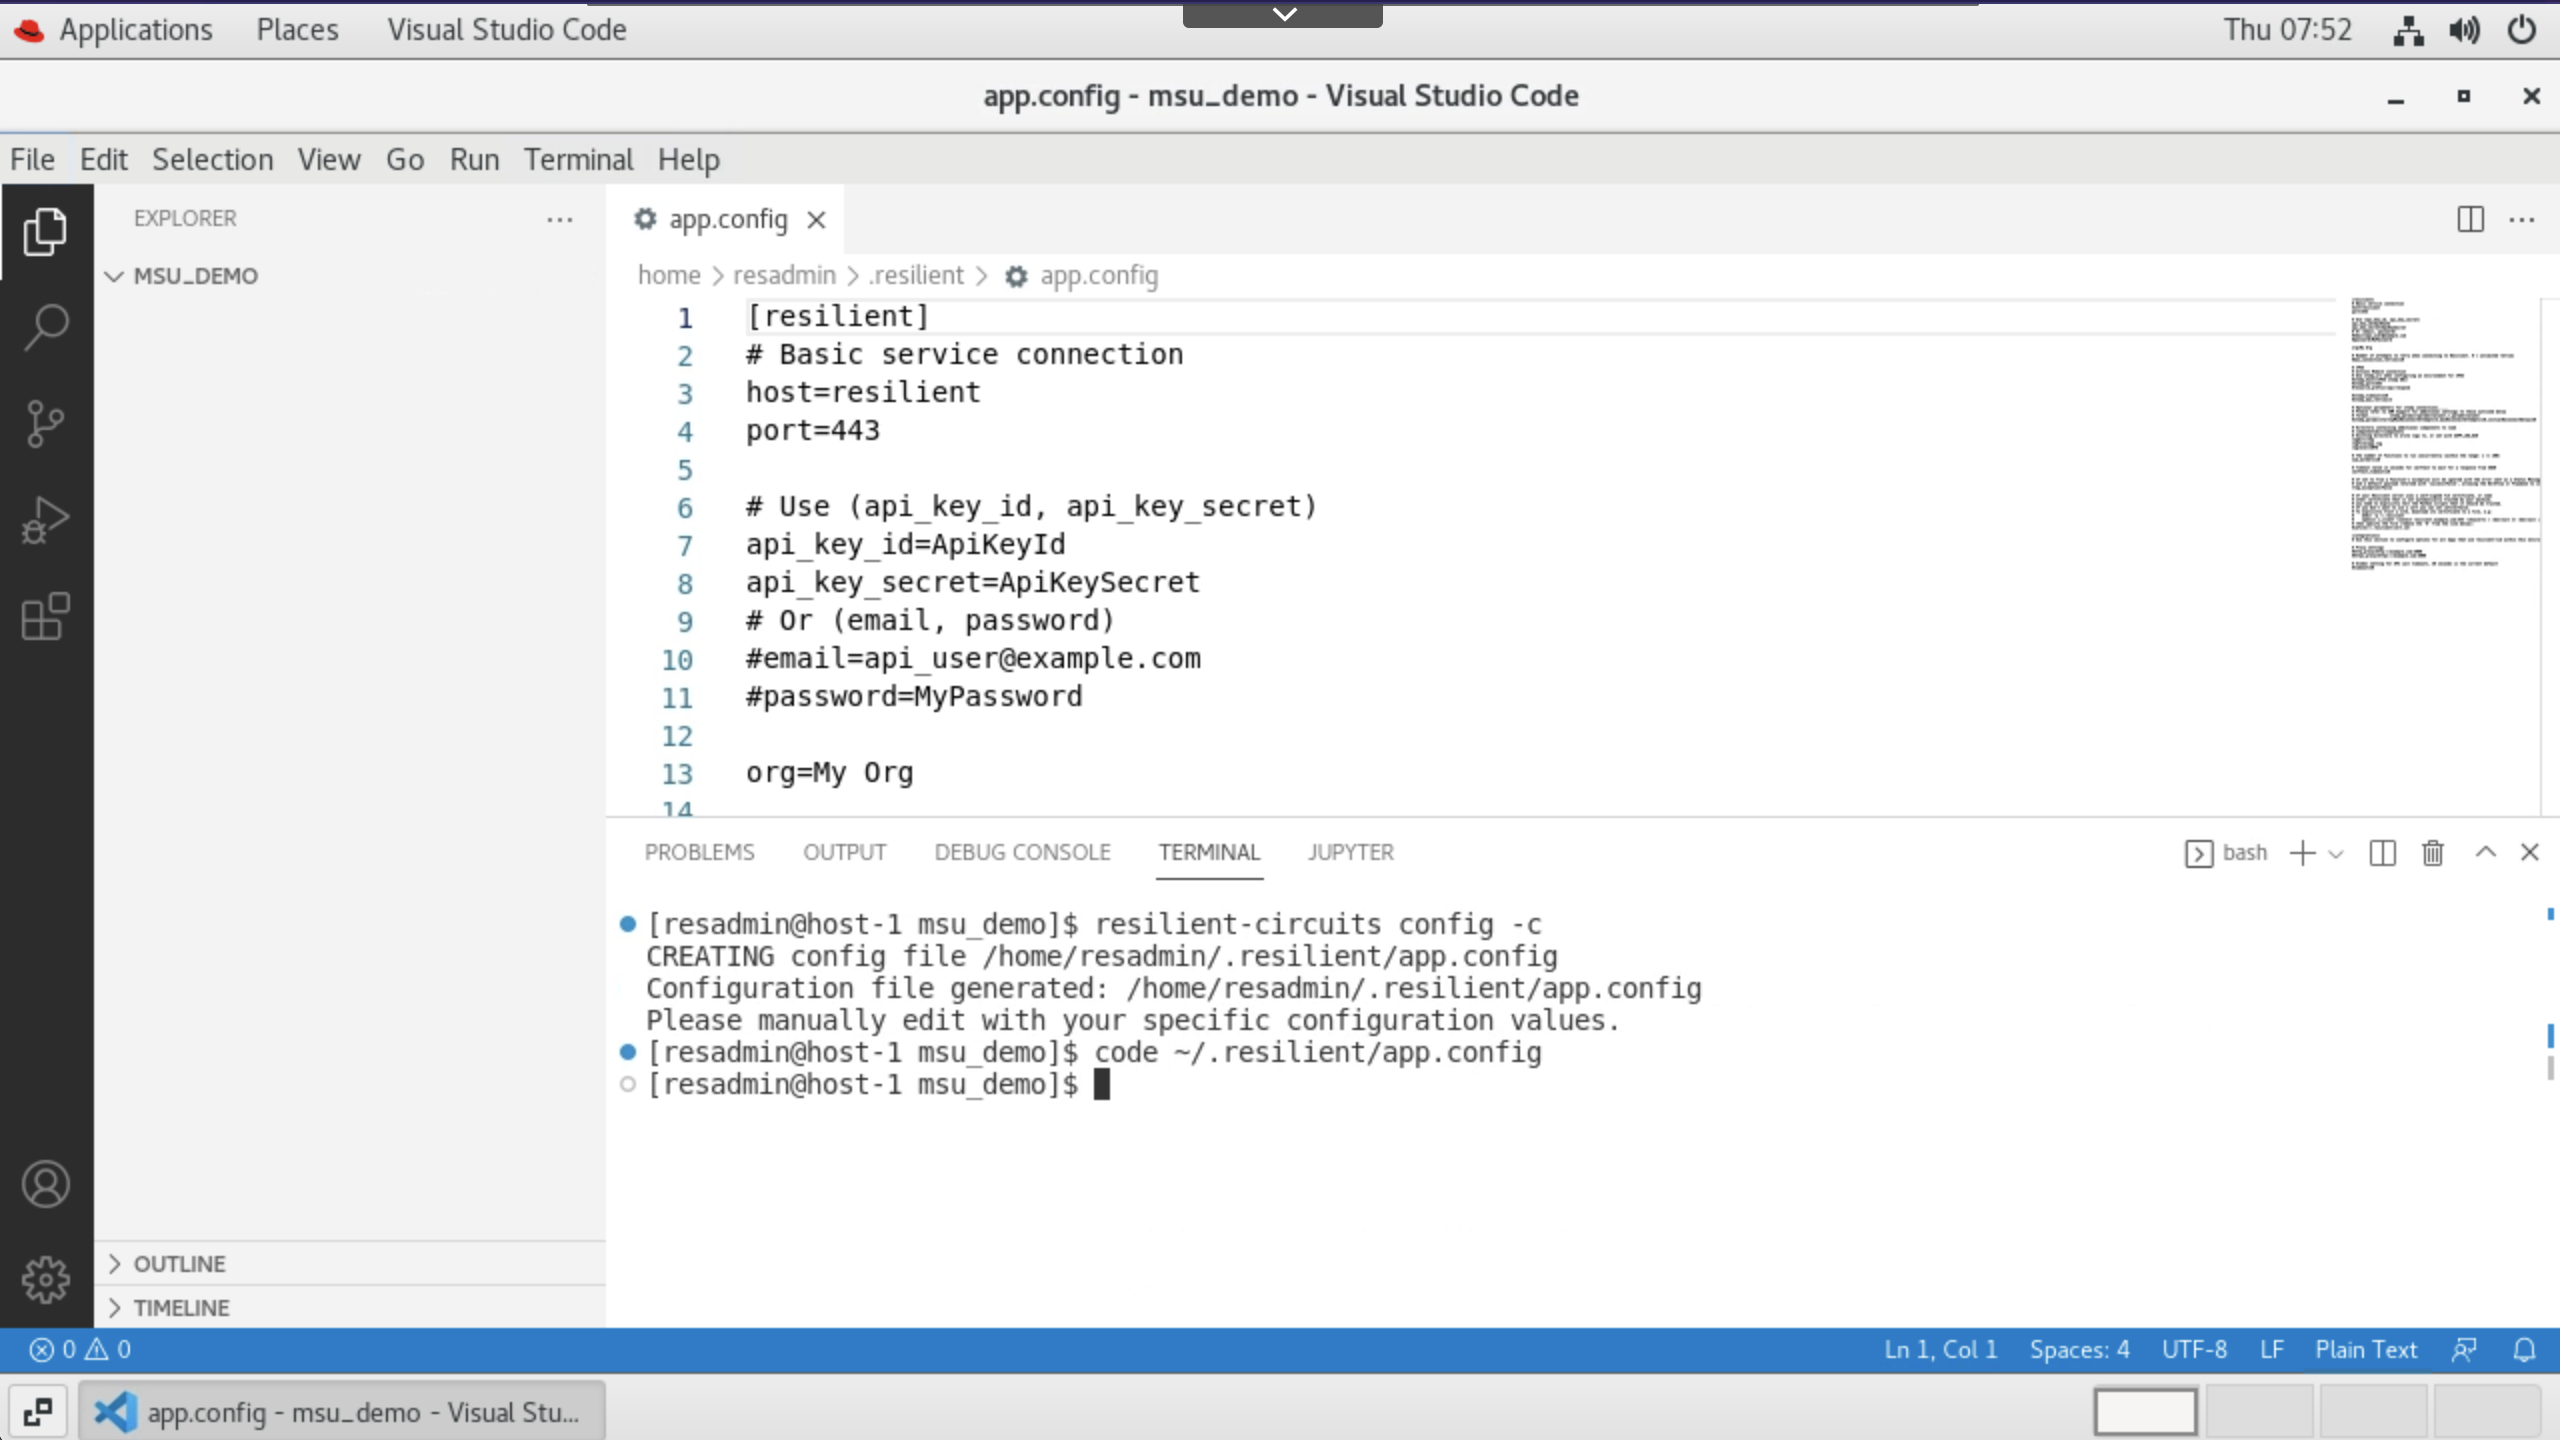 Applications Places Visual Studio Code Thu 07:52
app.config - msu_demo - Visual Studio Code
File Edit Selection View Go Run Terminal Help
EXPLORER
MSU_DEMO
OUTLINE
TIMELINE
app.config
home > resadmin > .resilient > app.config
1 [resilient]
2 # Basic service connection
3 host=resilient
4 port=443
5
6 # Use (api_key_id, api_key_secret)
7 api_key_id=ApiKeyId
8 api_key_secret=ApiKeySecret
9 # Or (email, password)
10 #email=api_user@example.com
11 #password=MyPassword
12
13 org=My Org
14
PROBLEMS OUTPUT DEBUG CONSOLE TERMINAL JUPYTER bash
[resadmin@host-1 msu_demo]$ resilient-circuits config -c
CREATING config file /home/resadmin/.resilient/app.config
Configuration file generated: /home/resadmin/.resilient/app.config
Please manually edit with your specific configuration values.
[resadmin@host-1 msu_demo]$ code ~/.resilient/app.config
[resadmin@host-1 msu_demo]$
0 0 Ln 1, Col 1 Spaces: 4 UTF-8 LF Plain Text
app.config - msu_demo - Visual Stu...